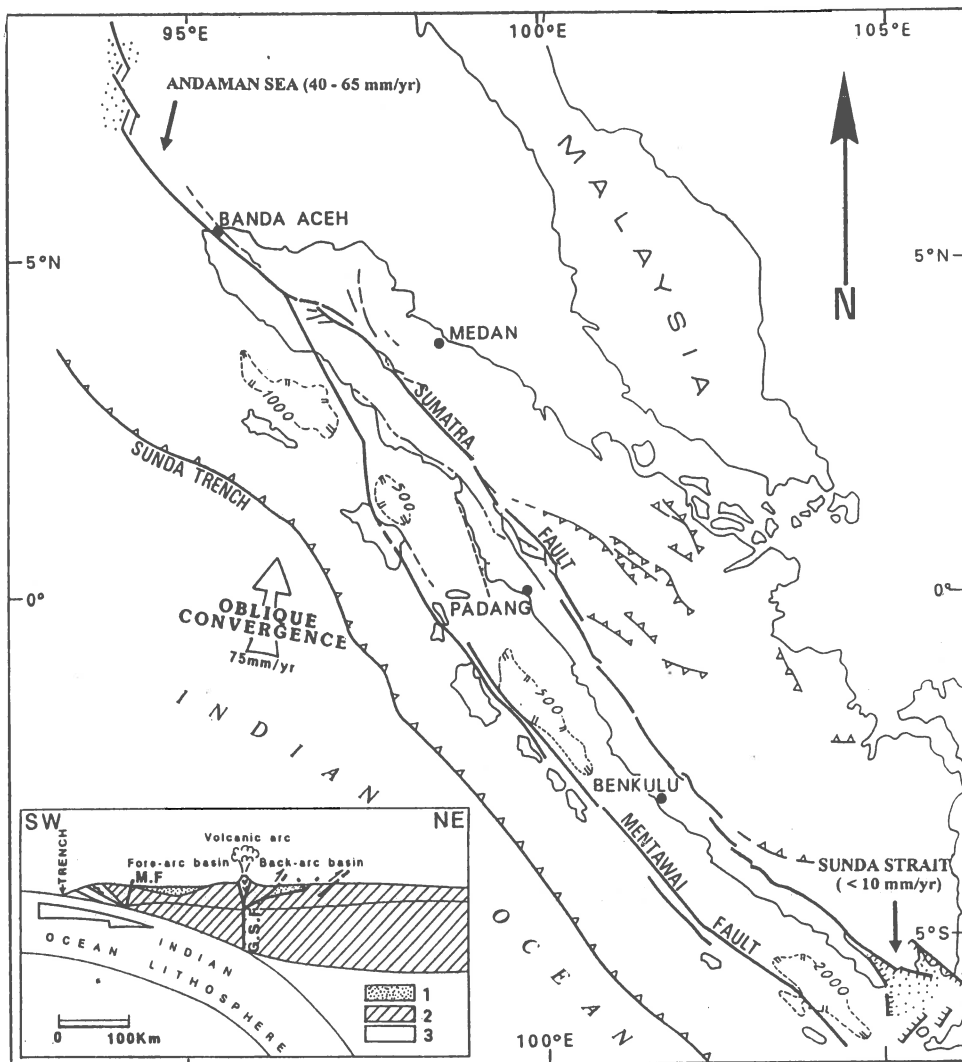 95°E
100°E
105°E
ANDAMAN SEA (40 - 65 mm/yr)
MALAYSIA
BANDA ACEH
5°N
5°N
N
MEDAN
1000
SUMATRA
SUNDA TRENCH
500
FAULT
0°
0°
OBLIQUE
CONVERGENCE
75mm/yr
PADANG
500
INDIAN
BENKULU
MENTAWAI
SUNDA STRAIT
(< 10 mm/yr)
FAULT
5°S
2000
OCEAN
100°E
SW
NE
Volcanic arc
TRENCH
Fore-arc basin
Back-arc basin
M.F
G.S.F
INDIAN
OCEAN LITHOSPHERE
1
2
3
0 100Km